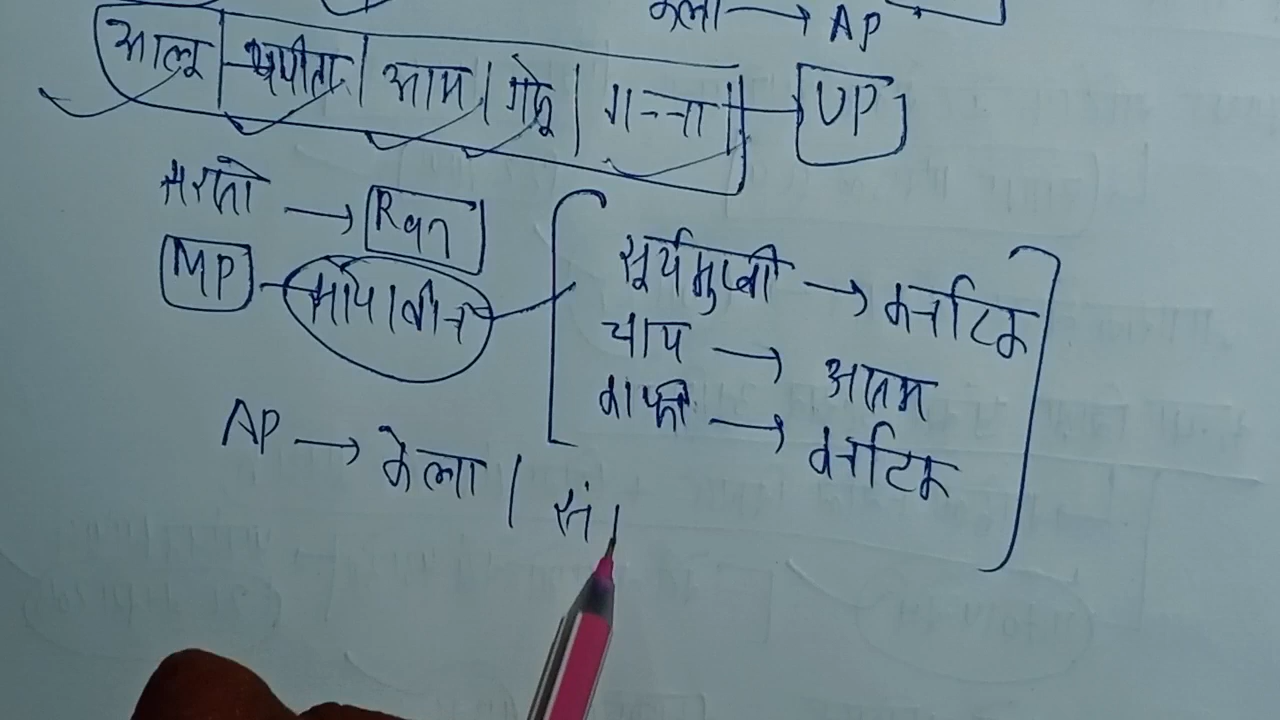 केला → AP
आलू | पपीता | आम | गेहू | गन्ना — UP
सरसो → Raj
MP — सोयाबीन
सूर्यमुखी → कर्नाटक
चाय → असम
काफी → कर्नाटक
AP → केला | सं